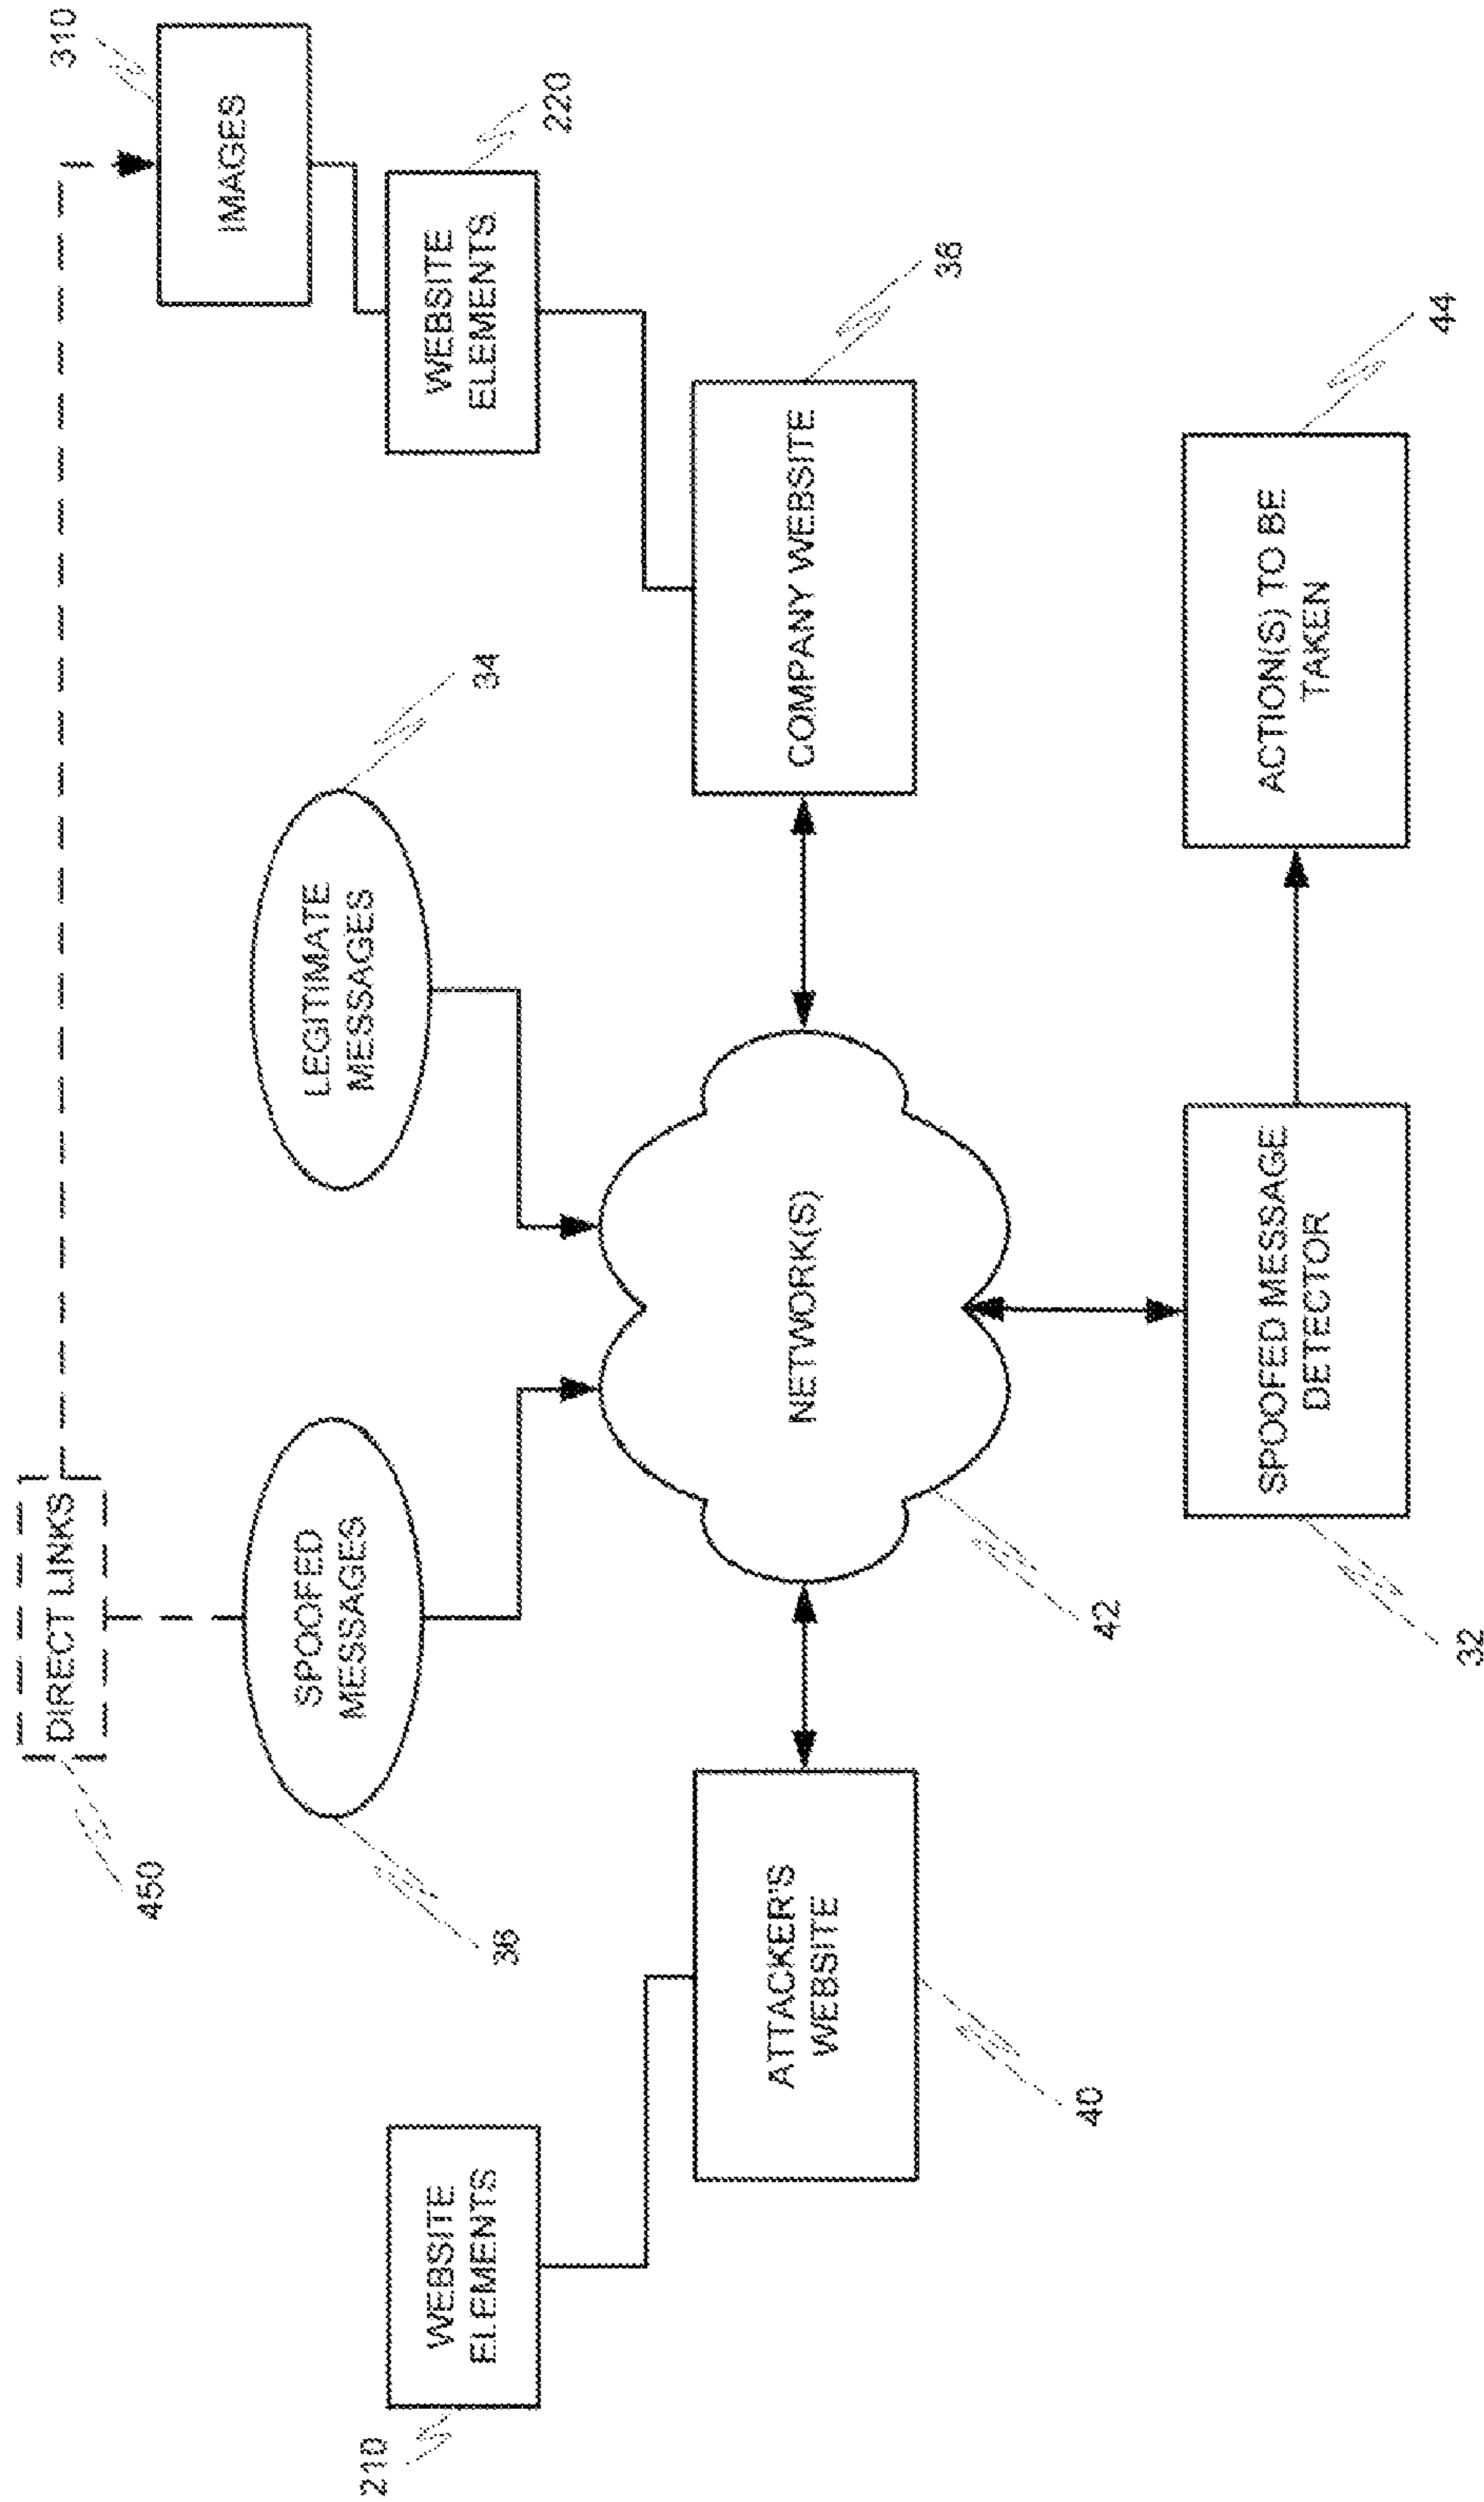 450
DIRECT LINKS
310
IMAGES
36
SPOOFED
MESSAGES
LEGITIMATE
MESSAGES
34
210
WEBSITE
ELEMENTS
WEBSITE
ELEMENTS
220
ATTACKER'S
WEBSITE
40
NETWORK(S)
42
COMPANY WEBSITE
38
SPOOFED MESSAGE
DETECTOR
32
ACTION(S) TO BE
TAKEN
44